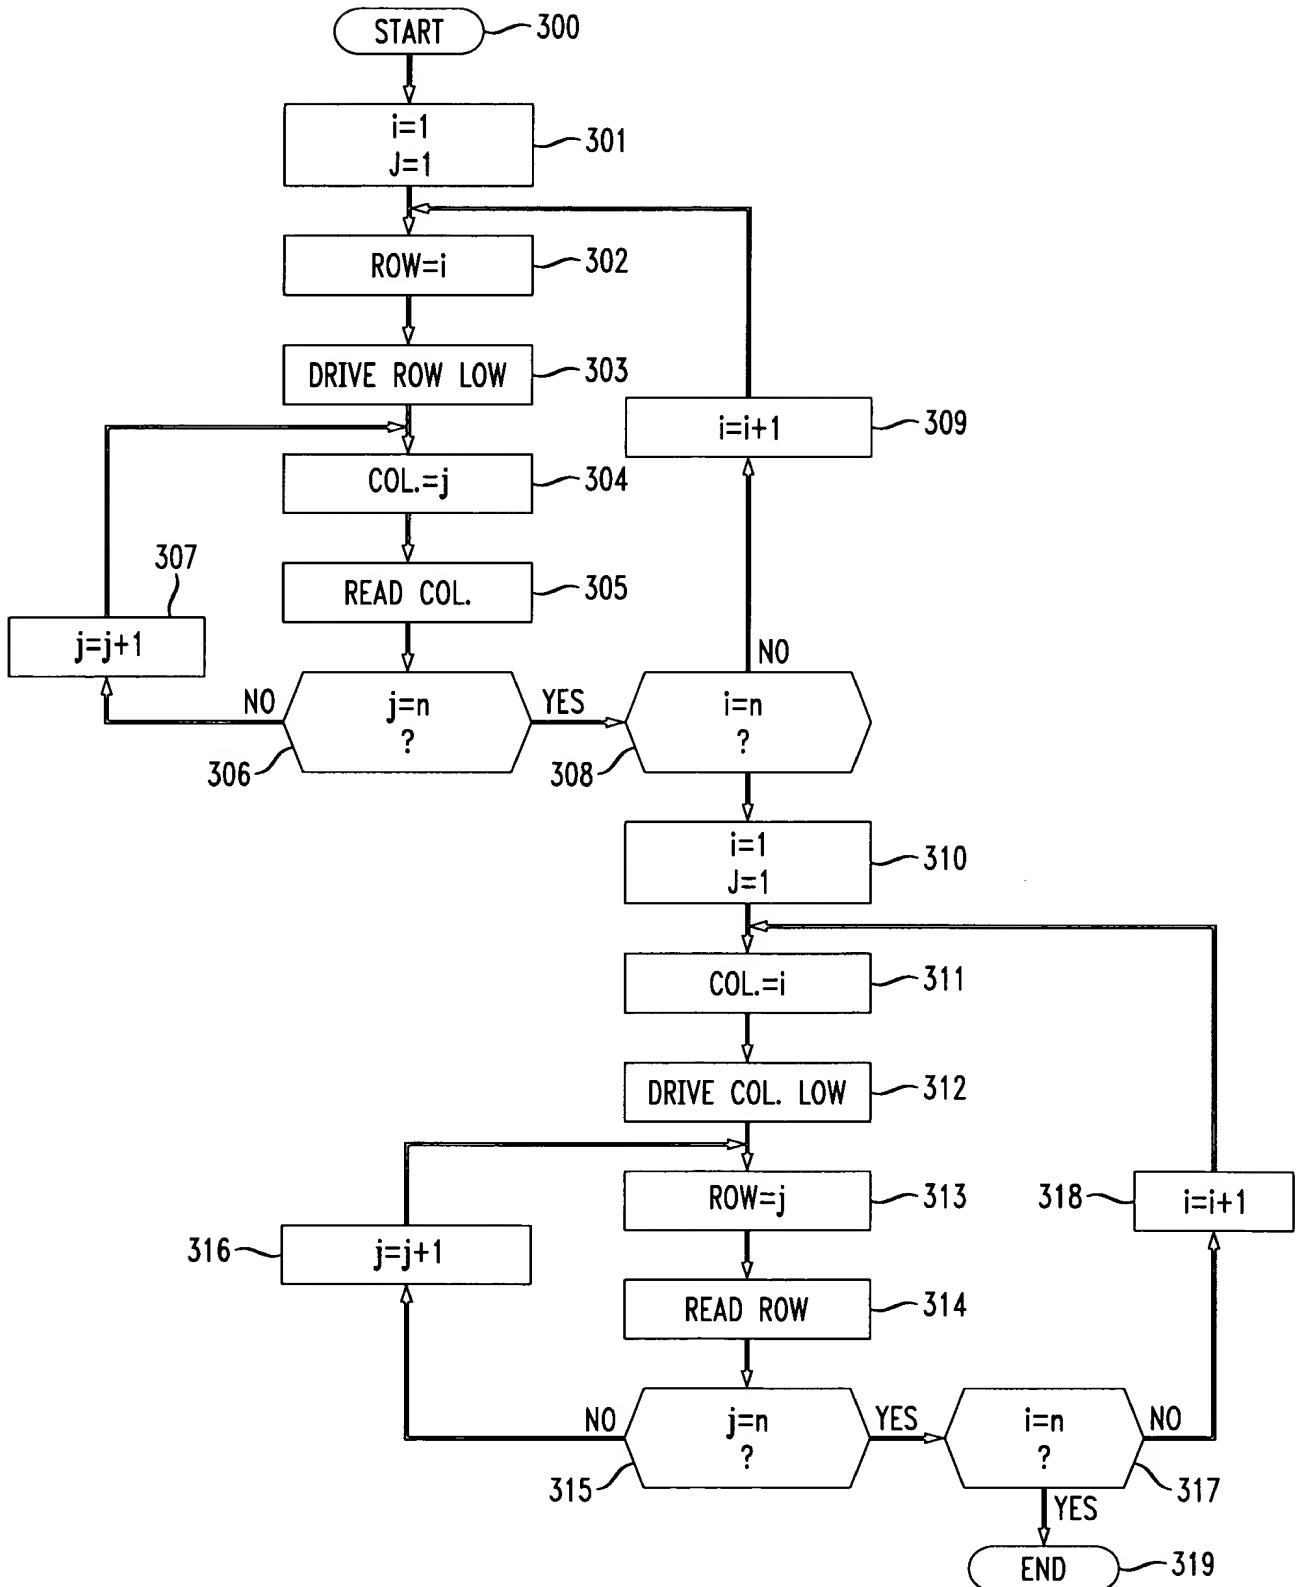 START 300
i=1
J=1
301
ROW=i 302
DRIVE ROW LOW 303
i=i+1 309
COL.=j 304
307
READ COL. 305
j=j+1
NO
j=n
?
306
YES
NO
i=n
?
308
i=1
J=1
310
COL.=i 311
DRIVE COL. LOW 312
ROW=j 313
318 i=i+1
316 j=j+1
READ ROW 314
NO
j=n
?
315
YES
i=n
?
317
NO
YES
END 319